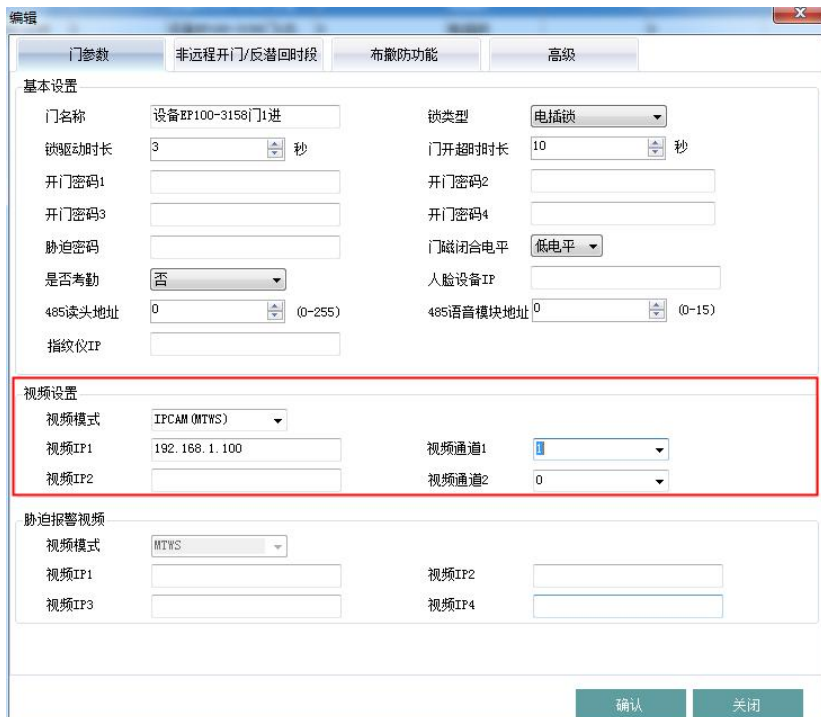 编辑
门参数 非远程开门/反潜回时段 布撤防功能 高级
基本设置
门名称 设备EP100-3158门1进 锁类型 电插锁
锁驱动时长 3 秒 门开超时时长 10 秒
开门密码1 开门密码2
开门密码3 开门密码4
胁迫密码 门磁闭合电平 低电平
是否考勤 否 人脸设备IP
485读头地址 0 (0-255) 485语音模块地址 0 (0-15)
指纹仪IP
视频设置
视频模式 IPCAM(MTWS)
视频IP1 192.168.1.100 视频通道1 1
视频IP2 视频通道2 0
胁迫报警视频
视频模式 MTWS
视频IP1 视频IP2
视频IP3 视频IP4
确认 关闭